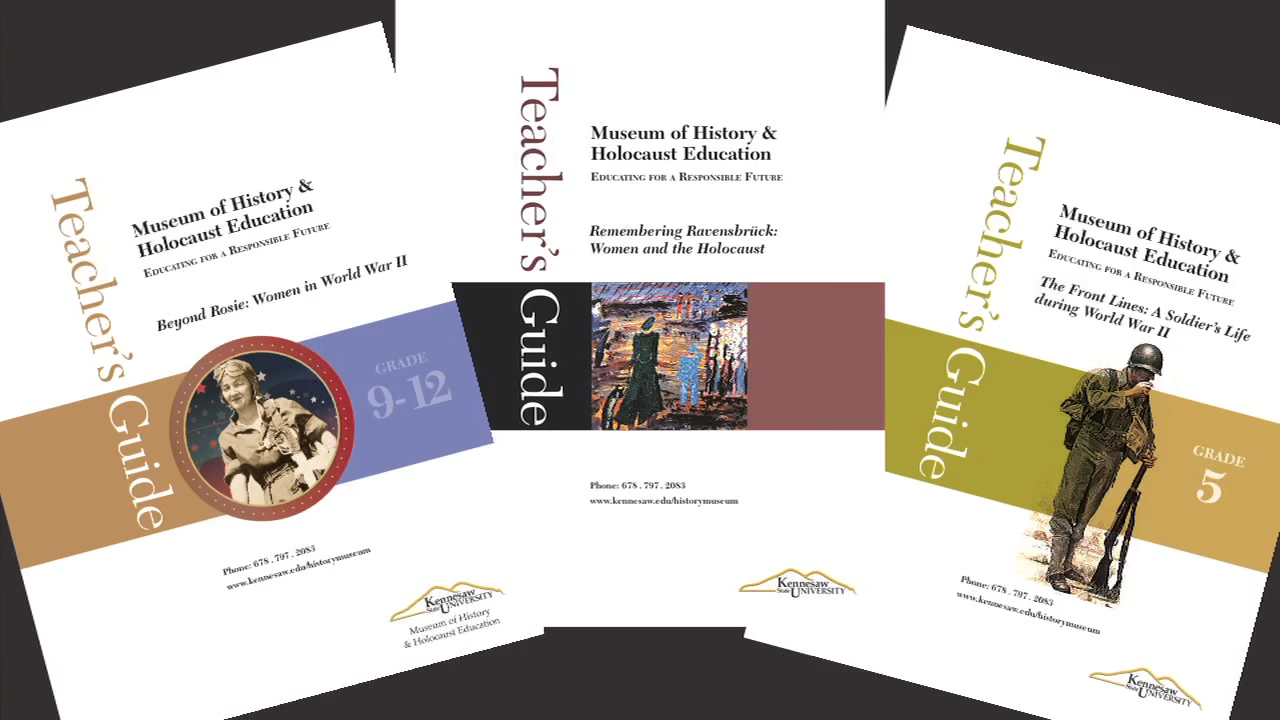 Teacher's Guide
Museum of History &
Holocaust Education
Educating for a Responsible Future
Beyond Rosie: Women in World War II
GRADE
9-12
Phone: 678 . 797 . 2083
www.kennesaw.edu/historymuseum
Kennesaw
State UNIVERSITY
Museum of History
& Holocaust Education
Teacher's Guide
Museum of History &
Holocaust Education
Educating for a Responsible Future
Remembering Ravensbrück:
Women and the Holocaust
Phone: 678 . 797 . 2083
www.kennesaw.edu/historymuseum
Kennesaw
State UNIVERSITY
Teacher's Guide
Museum of History &
Holocaust Education
Educating for a Responsible Future
The Front Lines: A Soldier's Life
during World War II
GRADE
5
Phone: 678 . 797 . 2083
www.kennesaw.edu/historymuseum
Kennesaw
State UNIVERSITY